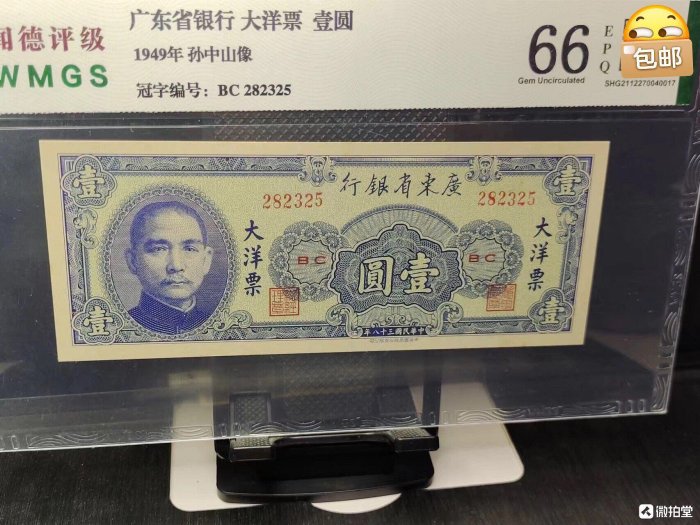 广东省银行 大洋票 壹圆
1949年 孙中山像
冠字编号：BC 282325
闻德评级
WMGS
66
EPQ
Gem Uncirculated
SHG2112270040017
包邮
壹
壹
282325
行銀省東廣
282325
大洋票
BC
圓壹
BC
大洋票
年八十三國民華中
壹
壹
微拍堂